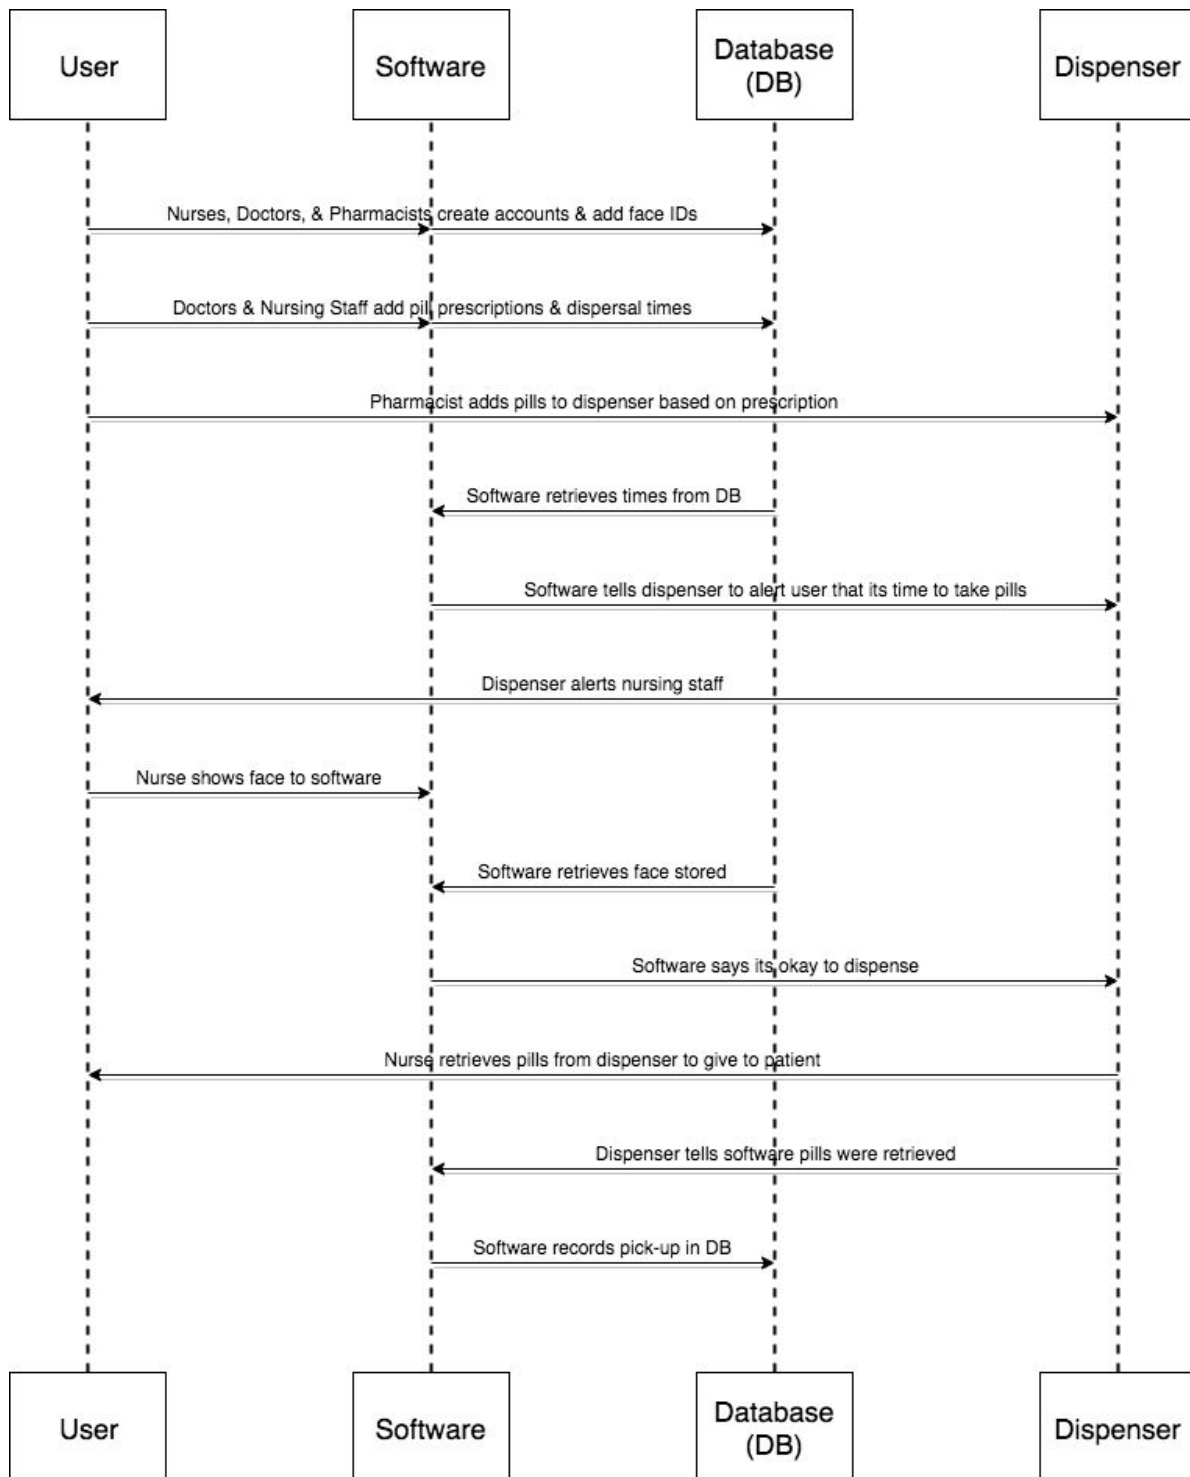 User
Software
Database
(DB)
Dispenser
Nurses, Doctors, & Pharmacists create accounts & add face IDs
Doctors & Nursing Staff add pill prescriptions & dispersal times
Pharmacist adds pills to dispenser based on prescription
Software retrieves times from DB
Software tells dispenser to alert user that its time to take pills
Dispenser alerts nursing staff
Nurse shows face to software
Software retrieves face stored
Software says its okay to dispense
Nurse retrieves pills from dispenser to give to patient
Dispenser tells software pills were retrieved
Software records pick-up in DB
User
Software
Database
(DB)
Dispenser